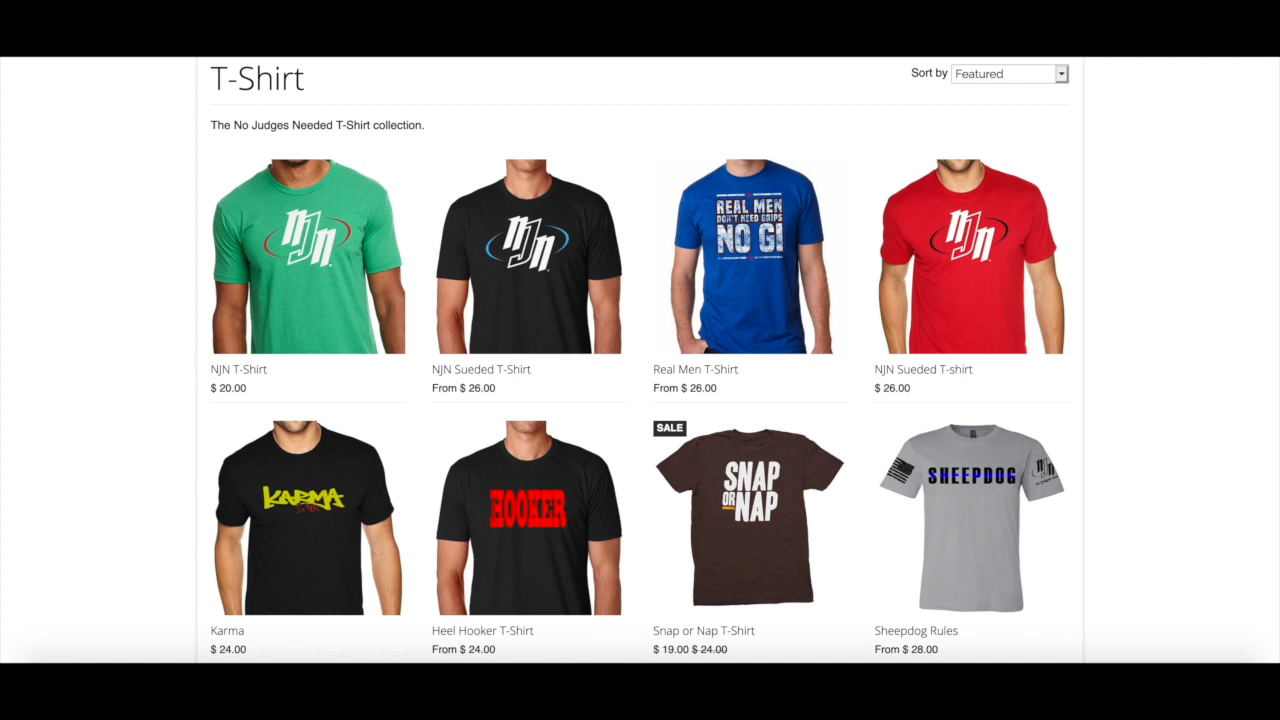 T-Shirt
Sort by Featured
The No Judges Needed T-Shirt collection.
NJN
NJN
REAL MEN
DON'T NEED GRIPS
NO GI
NJN
NJN T-Shirt
$ 20.00
NJN Sueded T-Shirt
From $ 26.00
Real Men T-Shirt
From $ 26.00
NJN Sueded T-shirt
$ 26.00
KARMA
HOOKER
SALE
SNAP
OR
NAP
SHEEPDOG
NJN
Karma
$ 24.00
Heel Hooker T-Shirt
From $ 24.00
Snap or Nap T-Shirt
$ 19.00 $ 24.00
Sheepdog Rules
From $ 28.00